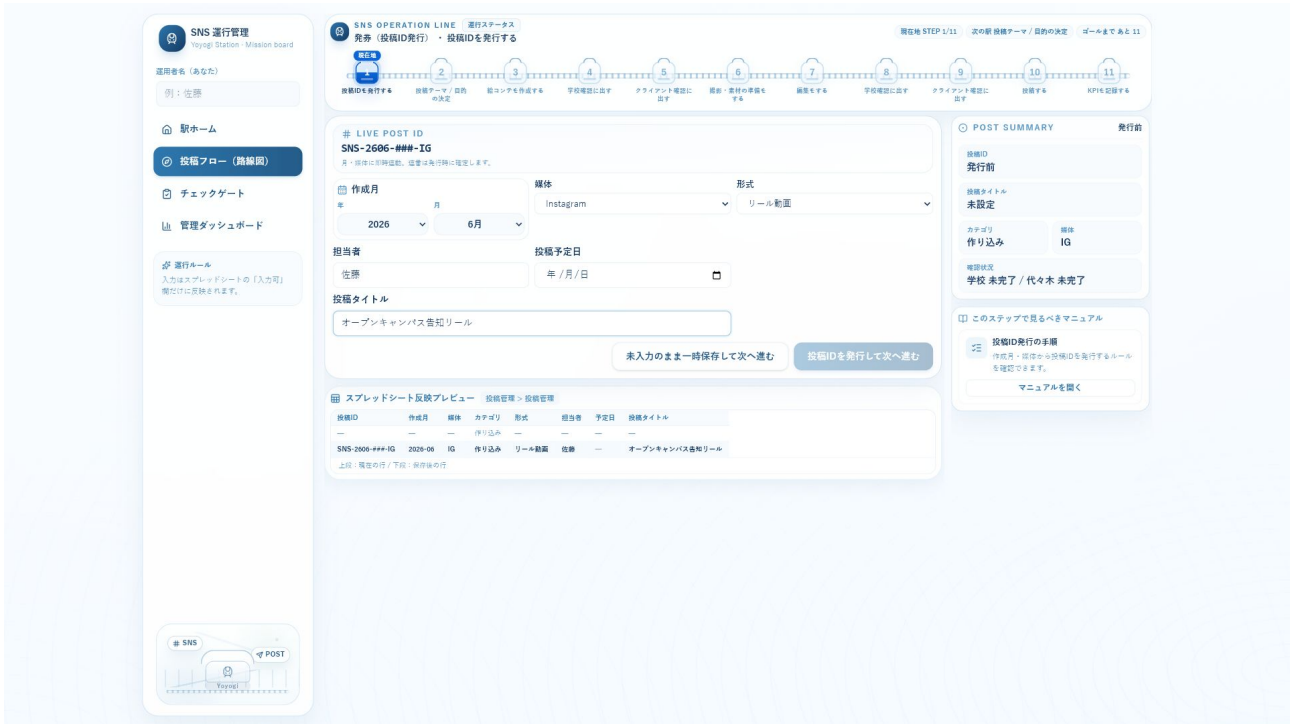 SNS 運行管理
Yoyogi Station · Mission board
運用者名（あなた）
例：佐藤
駅ホーム
投稿フロー（路線図）
チェックゲート
管理ダッシュボード
運行ルール
入力はスプレッドシートの「入力可」
欄だけに反映されます。
# SNS
POST
Yoyogi
SNS OPERATION LINE 運行ステータス
発券（投稿ID発行）・ 投稿IDを発行する
現在地 STEP 1/11 次の駅 投稿テーマ / 目的の決定 ゴールまで あと 11
現在地
1 2 3 4 5 6 7 8 9 10 11
投稿IDを発行する
投稿テーマ / 目的
の決定
絵コンテを作成する
学校確認に出す
クライアント確認に
出す
撮影・素材の準備を
する
編集をする
学校確認に出す
クライアント確認に
出す
投稿する
KPIを記録する
# LIVE POST ID
SNS-2606-###-IG
月・媒体に即時連動。連番は発行時に確定します。
作成月
年 月
2026 6月
媒体
Instagram
形式
リール動画
担当者
佐藤
投稿予定日
年 /月/日
投稿タイトル
オープンキャンパス告知リール
未入力のまま一時保存して次へ進む 投稿IDを発行して次へ進む
スプレッドシート反映プレビュー 投稿管理 > 投稿管理
投稿ID 作成月 媒体 カテゴリ 形式 担当者 予定日 投稿タイトル
— — — 作り込み — — — —
SNS-2606-###-IG 2026-06 IG 作り込み リール動画 佐藤 — オープンキャンパス告知リール
上段：現在の行 / 下段：保存後の行
POST SUMMARY 発行前
投稿ID
発行前
投稿タイトル
未設定
カテゴリ
作り込み
媒体
IG
確認状況
学校 未完了 / 代々木 未完了
このステップで見るべきマニュアル
投稿ID発行の手順
作成月・媒体から投稿IDを発行するルール
を確認できます。
マニュアルを開く